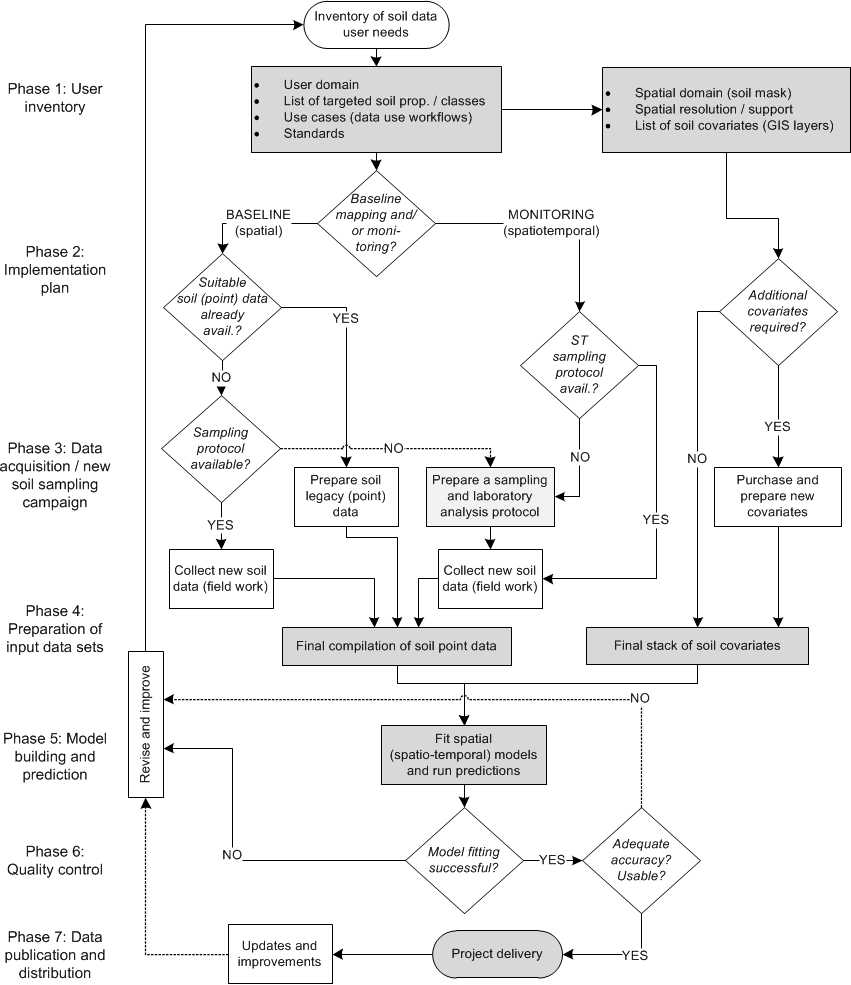 Inventory of soil data
user needs
Phase 1: User
inventory
• User domain
• List of targeted soil prop. / classes
• Use cases (data use workflows)
• Standards
• Spatial domain (soil mask)
• Spatial resolution / support
• List of soil covariates (GIS layers)
Phase 2:
Implementation
plan
Baseline
mapping and/
or moni-
toring?
BASELINE
(spatial)
MONITORING
(spatiotemporal)
Suitable
soil (point) data
already
avail.?
YES
NO
ST
sampling
protocol
avail.?
Additional
covariates
required?
Phase 3: Data
acquisition / new
soil sampling
campaign
Sampling
protocol
available?
NO
NO
YES
NO
YES
YES
Prepare soil
legacy (point)
data
Prepare a sampling
and laboratory
analysis protocol
Purchase and
prepare new
covariates
Collect new soil
data (field work)
Collect new soil
data (field work)
Phase 4:
Preparation of
input data sets
Final compilation of soil point data
Final stack of soil covariates
Revise and improve
NO
Phase 5: Model
building and
prediction
Fit spatial
(spatio-temporal) models
and run predictions
Phase 6:
Quality control
NO
Model fitting
successful?
YES
Adequate
accuracy?
Usable?
YES
Phase 7: Data
publication and
distribution
Updates and
improvements
Project delivery